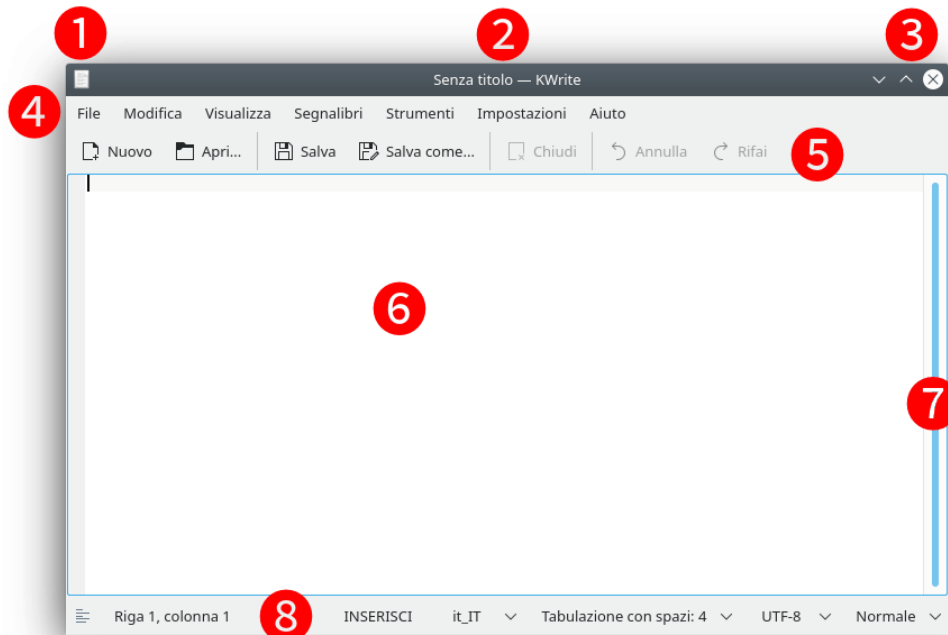 1 2 3
Senza titolo — KWrite
4 File Modifica Visualizza Segnalibri Strumenti Impostazioni Aiuto
Nuovo Apri... Salva Salva come... Chiudi Annulla Rifai 5
6
7
Riga 1, colonna 1 8 INSERISCI it_IT Tabulazione con spazi: 4 UTF-8 Normale